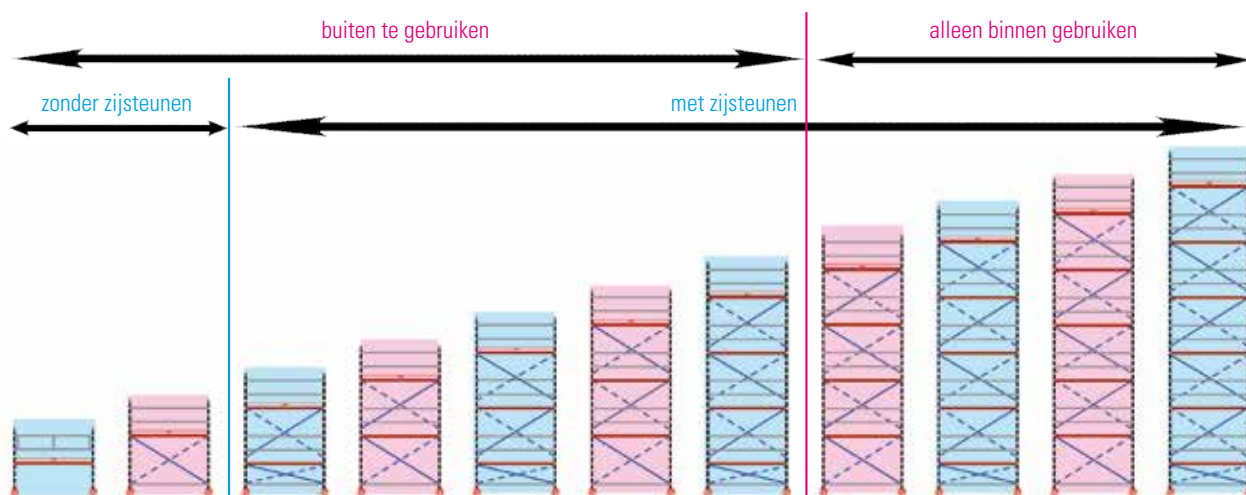 buiten te gebruiken
alleen binnen gebruiken
zonder zijsteunen
met zijsteunen